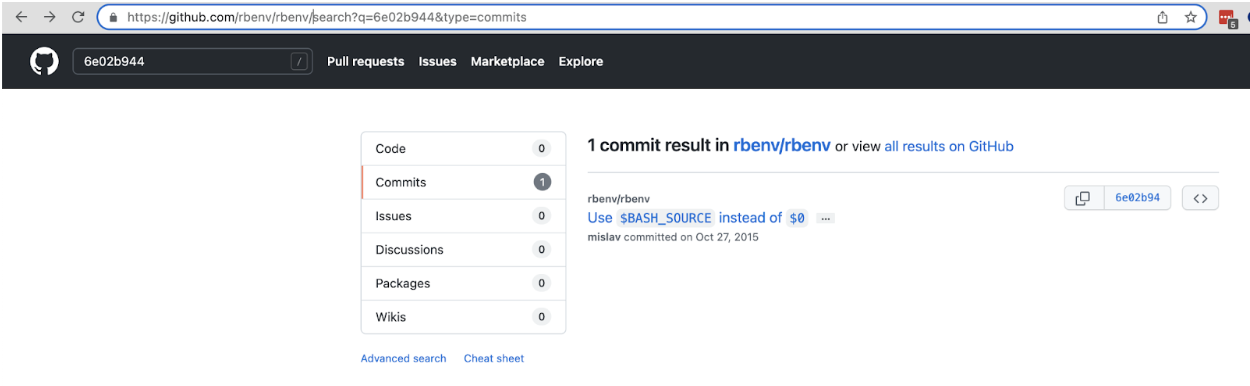 https://github.com/rbenv/rbenv/search?q=6e02b944&type=commits
5
6e02b944 / Pull requests Issues Marketplace Explore
Code 0
Commits 1
Issues 0
Discussions 0
Packages 0
Wikis 0
Advanced search Cheat sheet
1 commit result in rbenv/rbenv or view all results on GitHub
rbenv/rbenv
Use $BASH_SOURCE instead of $0 ...
mislav committed on Oct 27, 2015
6e02b94 <>